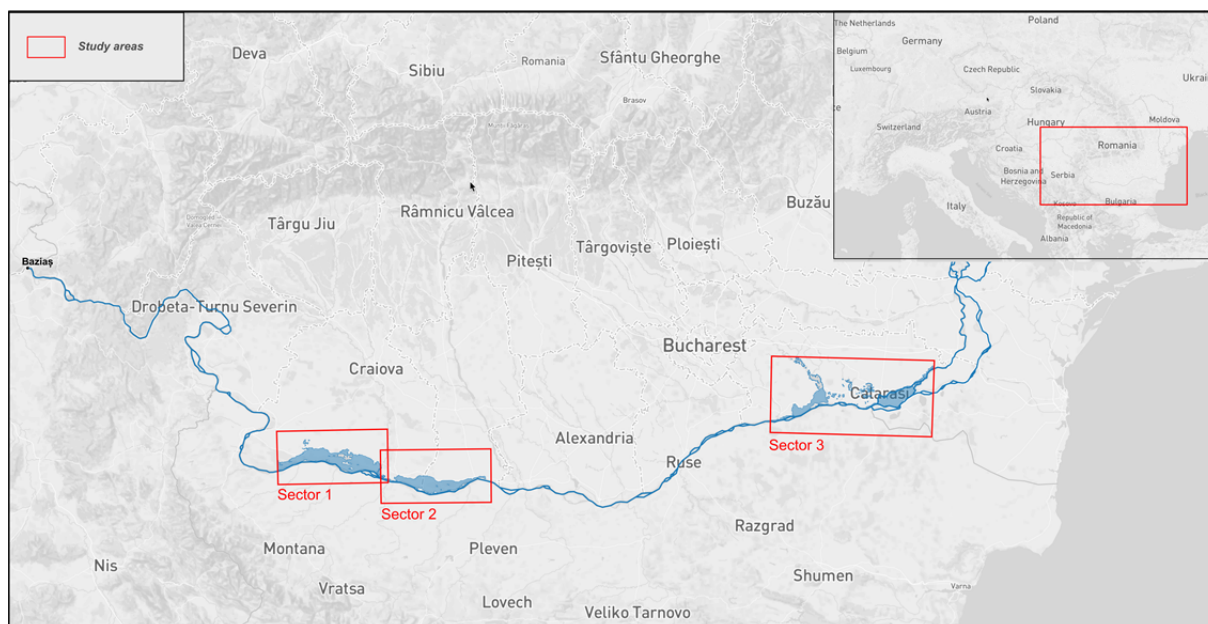 Study areas
Deva
Sibiu
Romania
Sfântu Gheorghe
Brasov
Râmnicu Vâlcea
Târgu Jiu
Buzău
Târgoviște
Ploiești
Pitești
Baziaș
Drobeta-Turnu Severin
Bucharest
Craiova
Călărași
Alexandria
Sector 3
Ruse
Sector 1
Sector 2
Razgrad
Montana
Pleven
Nis
Shumen
Vratsa
Varna
Lovech
Veliko Tarnovo
The Netherlands
Poland
Germany
Belgium
Luxembourg
Czech Republic
Ukrai
Slovakia
Austria
Moldova
Hungary
Switzerland
Croatia
Romania
Bosnia and
Herzegovina
Serbia
Kosovo
Bulgaria
Italy
Republic of
Macedonia
Albania